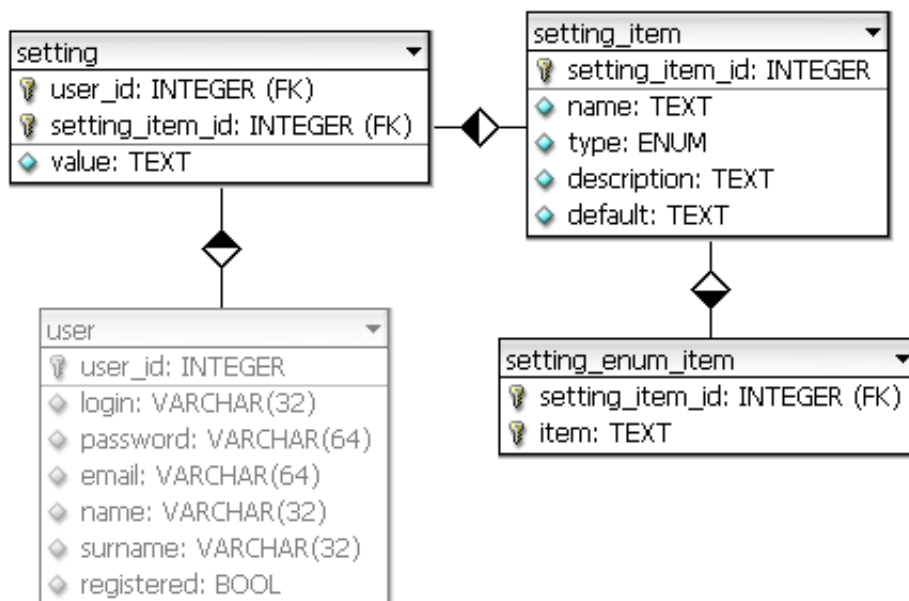 setting
user_id: INTEGER (FK)
setting_item_id: INTEGER (FK)
value: TEXT
setting_item
setting_item_id: INTEGER
name: TEXT
type: ENUM
description: TEXT
default: TEXT
user
user_id: INTEGER
login: VARCHAR(32)
password: VARCHAR(64)
email: VARCHAR(64)
name: VARCHAR(32)
surname: VARCHAR(32)
registered: BOOL
setting_enum_item
setting_item_id: INTEGER (FK)
item: TEXT